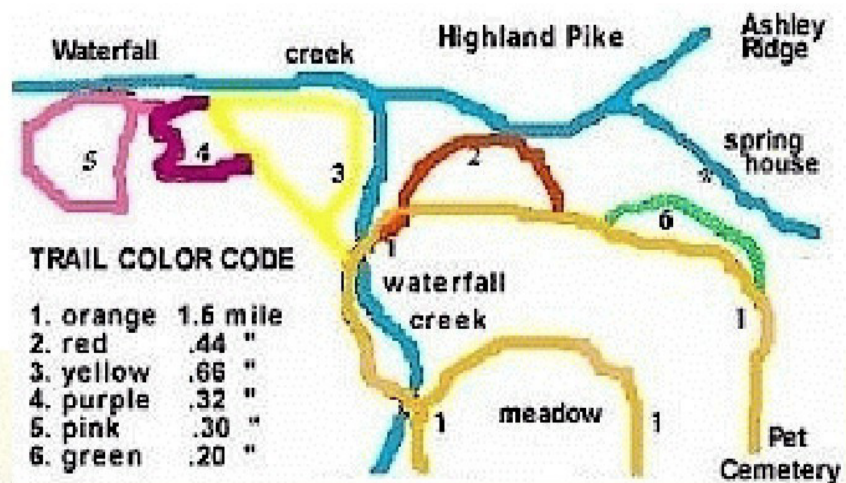 Waterfall creek Highland Pike Ashley
Ridge
spring
house
*
5 4 3 2 6
1
TRAIL COLOR CODE
waterfall
creek
1
1. orange 1.6 mile
2. red .44 "
3. yellow .66 "
4. purple .32 "
5. pink .30 "
6. green .20 "
1 meadow 1
Pet
Cemetery